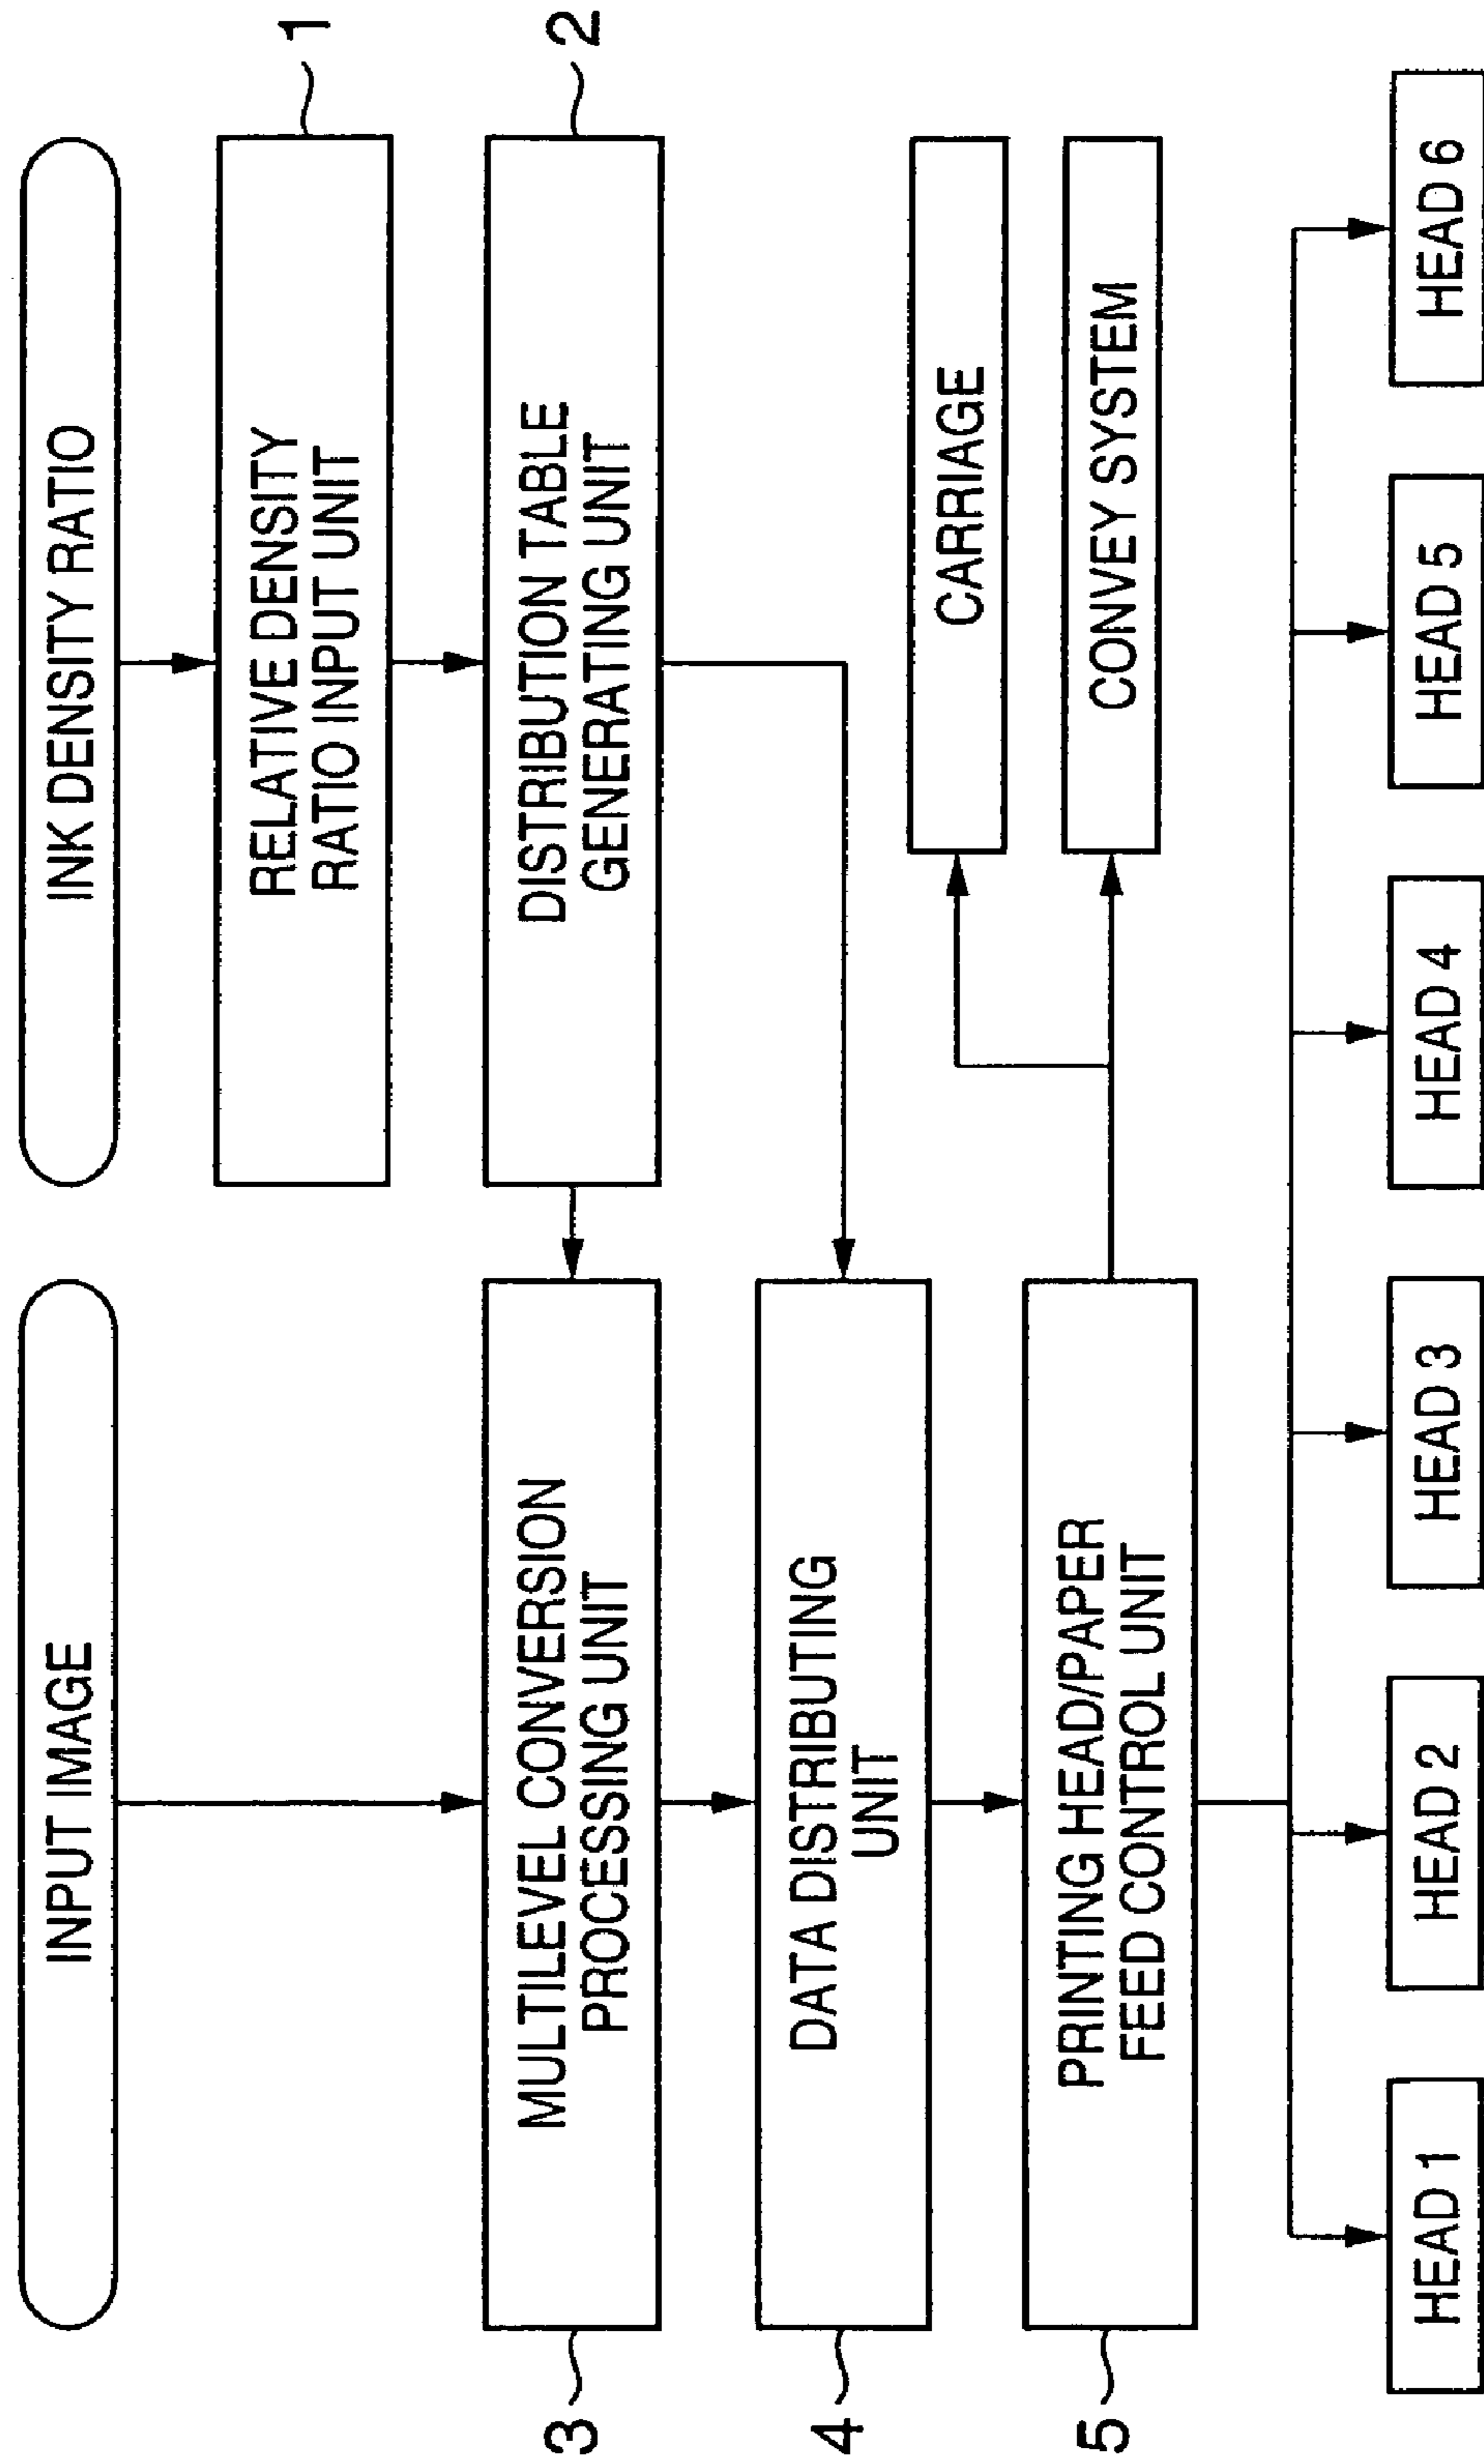 INPUT IMAGE
INK DENSITY RATIO
RELATIVE DENSITY
RATIO INPUT UNIT
1
DISTRIBUTION TABLE
GENERATING UNIT
2
3
MULTILEVEL CONVERSION
PROCESSING UNIT
4
DATA DISTRIBUTING
UNIT
CARRIAGE
CONVEY SYSTEM
5
PRINTING HEAD/PAPER
FEED CONTROL UNIT
HEAD 1
HEAD 2
HEAD 3
HEAD 4
HEAD 5
HEAD 6